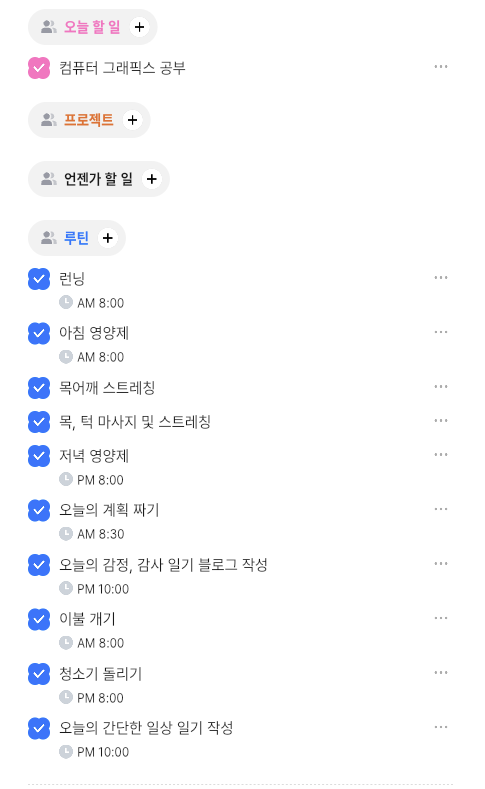 오늘 할 일 +
컴퓨터 그래픽스 공부 ...
프로젝트 +
언젠가 할 일 +
루틴 +
런닝 ...
AM 8:00
아침 영양제 ...
AM 8:00
목어깨 스트레칭 ...
목, 턱 마사지 및 스트레칭 ...
저녁 영양제 ...
PM 8:00
오늘의 계획 짜기 ...
AM 8:30
오늘의 감정, 감사 일기 블로그 작성 ...
PM 10:00
이불 개기 ...
AM 8:00
청소기 돌리기 ...
PM 8:00
오늘의 간단한 일상 일기 작성 ...
PM 10:00